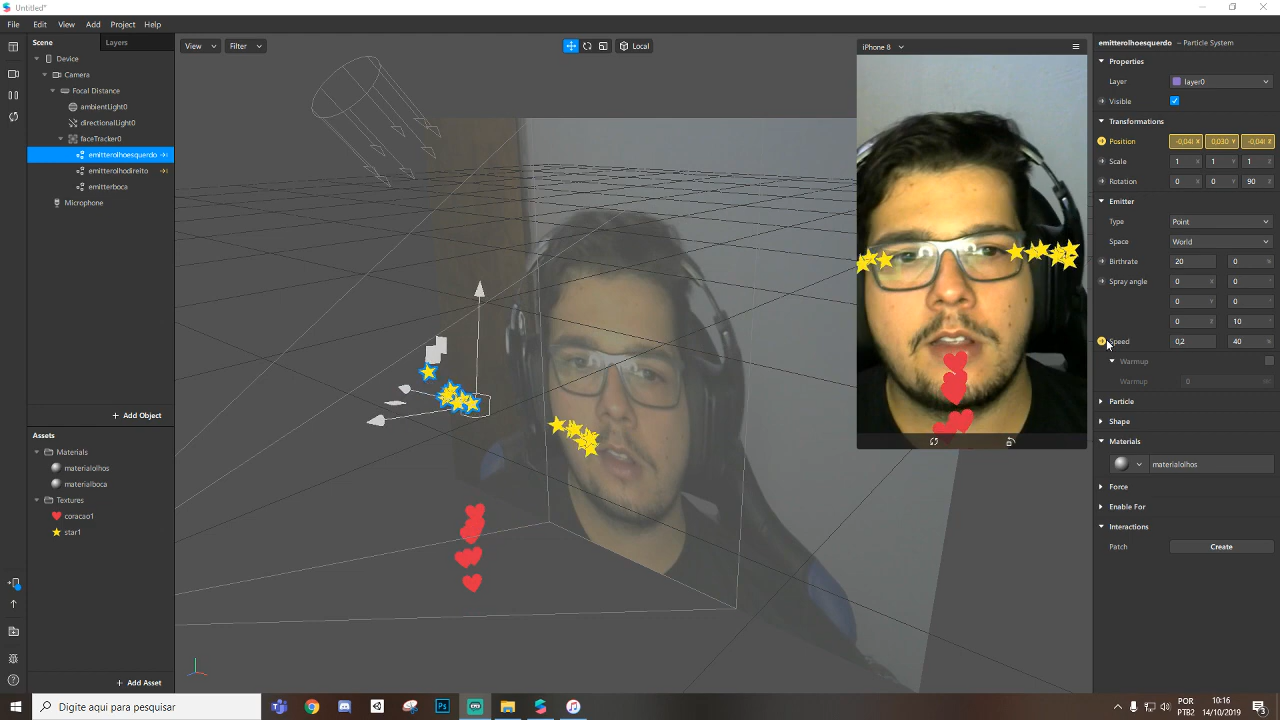 Untitled*
File Edit View Add Project Help
Scene Layers
Device
Camera
Focal Distance
ambientLight0
directionalLight0
faceTracker0
emitterolhoesquerdo
emitterolhodireito
emitterboca
Microphone
Add Object
Assets
Materials
materialolhos
materialboca
Textures
coracao1
star1
Add Asset
View Filter Local
iPhone 8
emitterolhoesquerdo – Particle System
Properties
Layer layer0
Visible
Transformations
Position 0,030 Y
Scale 1 X 1 Y 1 Z
Rotation 0 X 0 Y 90 Z
Emitter
Type Point
Space World
Birthrate 20 0 %
Spray angle 0 X 0 °
0 Y 0 °
0 Z 10 °
Speed 0,2 40 %
Warmup
Warmup 0
Particle
Shape
Materials
materialolhos
Force
Enable For
Interactions
Patch Create
Digite aqui para pesquisar
Ps
POR 10:16
PTB2 14/10/2019